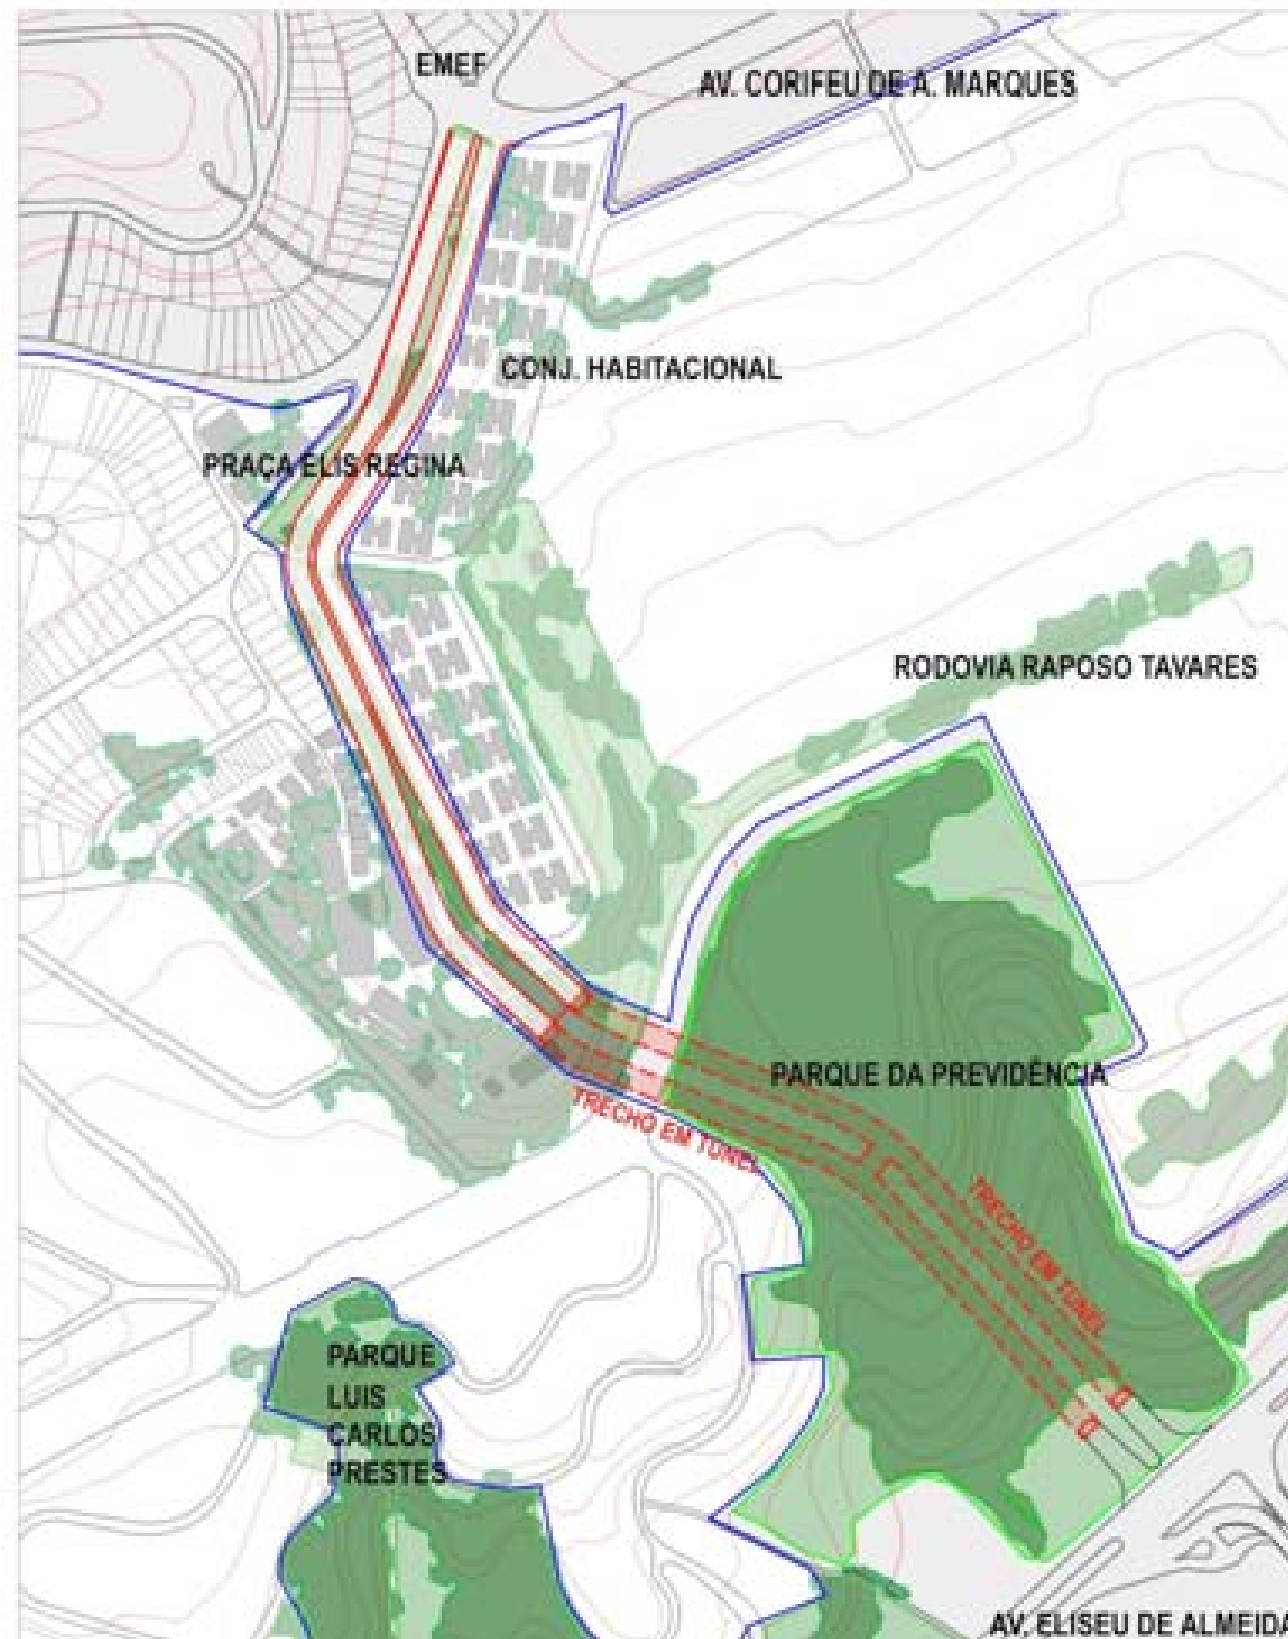 EMEF
AV. CORIFEU DE A. MARQUES
CONJ. HABITACIONAL
PRAÇA ELIS REGINA
RODOVIA RAPOSO TAVARES
PARQUE DA PREVIDÊNCIA
TRECHO EM TÚNEL
TRECHO EM TÚNEL
PARQUE
LUIS
CARLOS
PRESTES
AV. ELISEU DE ALMEIDA